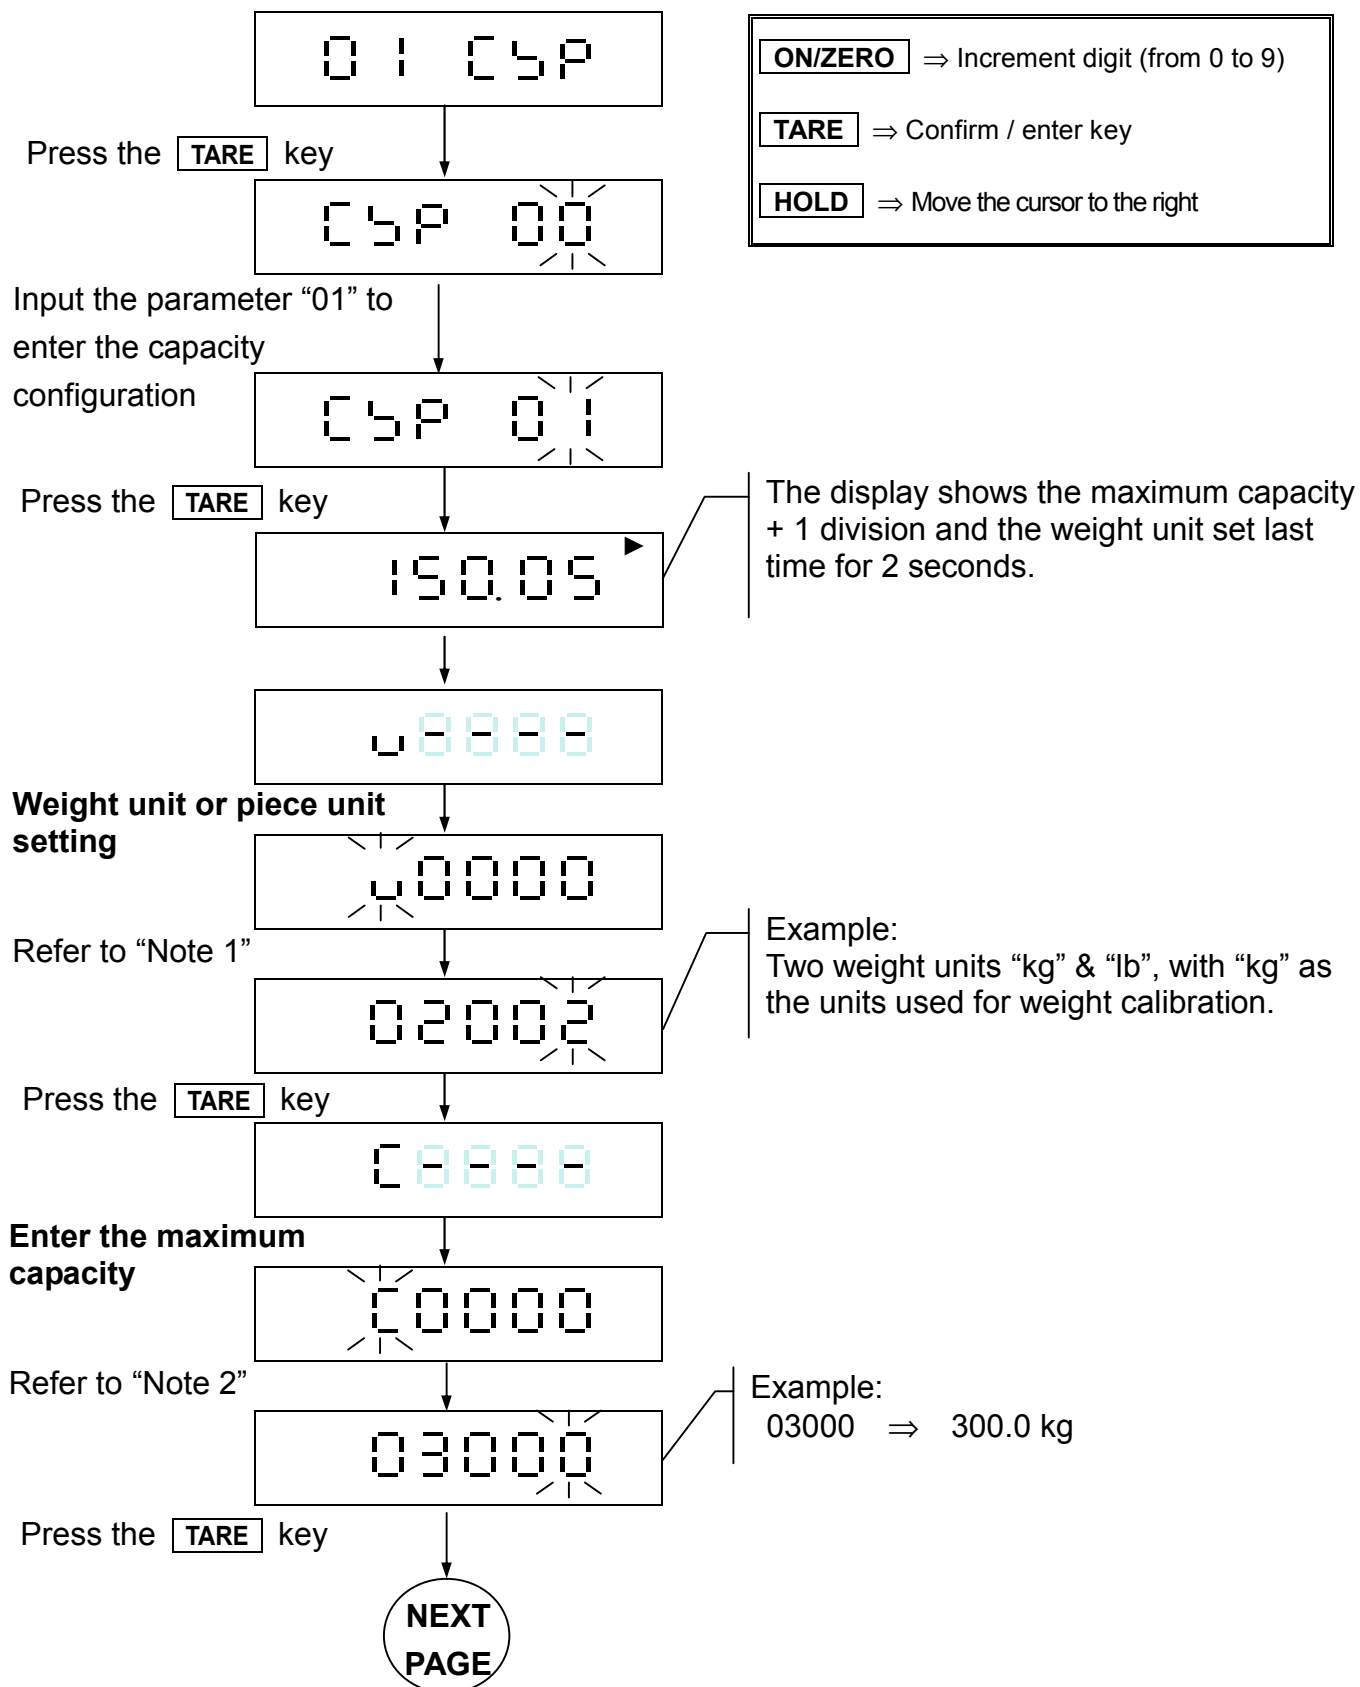 01 CSP
ON/ZERO ⇒ Increment digit (from 0 to 9)
TARE ⇒ Confirm / enter key
HOLD ⇒ Move the cursor to the right
Press the TARE key
CSP 00
Input the parameter “01” to
enter the capacity
configuration
CSP 01
Press the TARE key
150.05
The display shows the maximum capacity
+ 1 division and the weight unit set last
time for 2 seconds.
u----
Weight unit or piece unit
setting
u0000
Refer to “Note 1”
02002
Example:
Two weight units “kg” & “lb”, with “kg” as
the units used for weight calibration.
Press the TARE key
C----
Enter the maximum
capacity
C0000
Refer to “Note 2”
03000
Example:
03000 ⇒ 300.0 kg
Press the TARE key
NEXT
PAGE